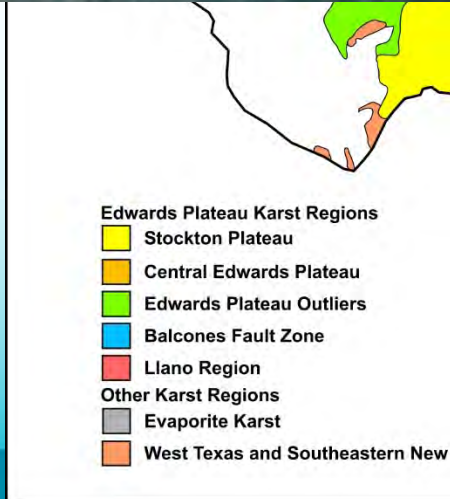 Edwards Plateau Karst Regions
Stockton Plateau
Central Edwards Plateau
Edwards Plateau Outliers
Balcones Fault Zone
Llano Region
Other Karst Regions
Evaporite Karst
West Texas and Southeastern New